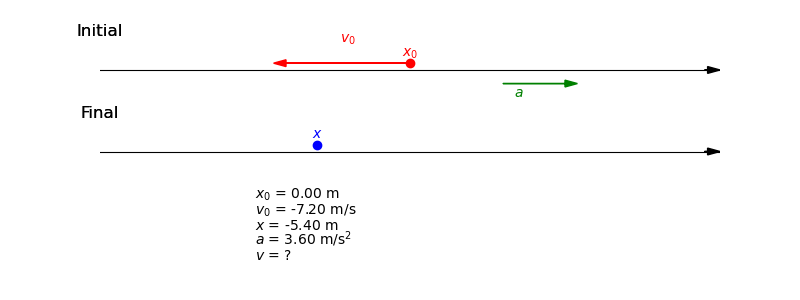 Initial
v₀
x₀
a
Final
x
x₀ = 0.00 m
v₀ = -7.20 m/s
x = -5.40 m
a = 3.60 m/s²
v = ?